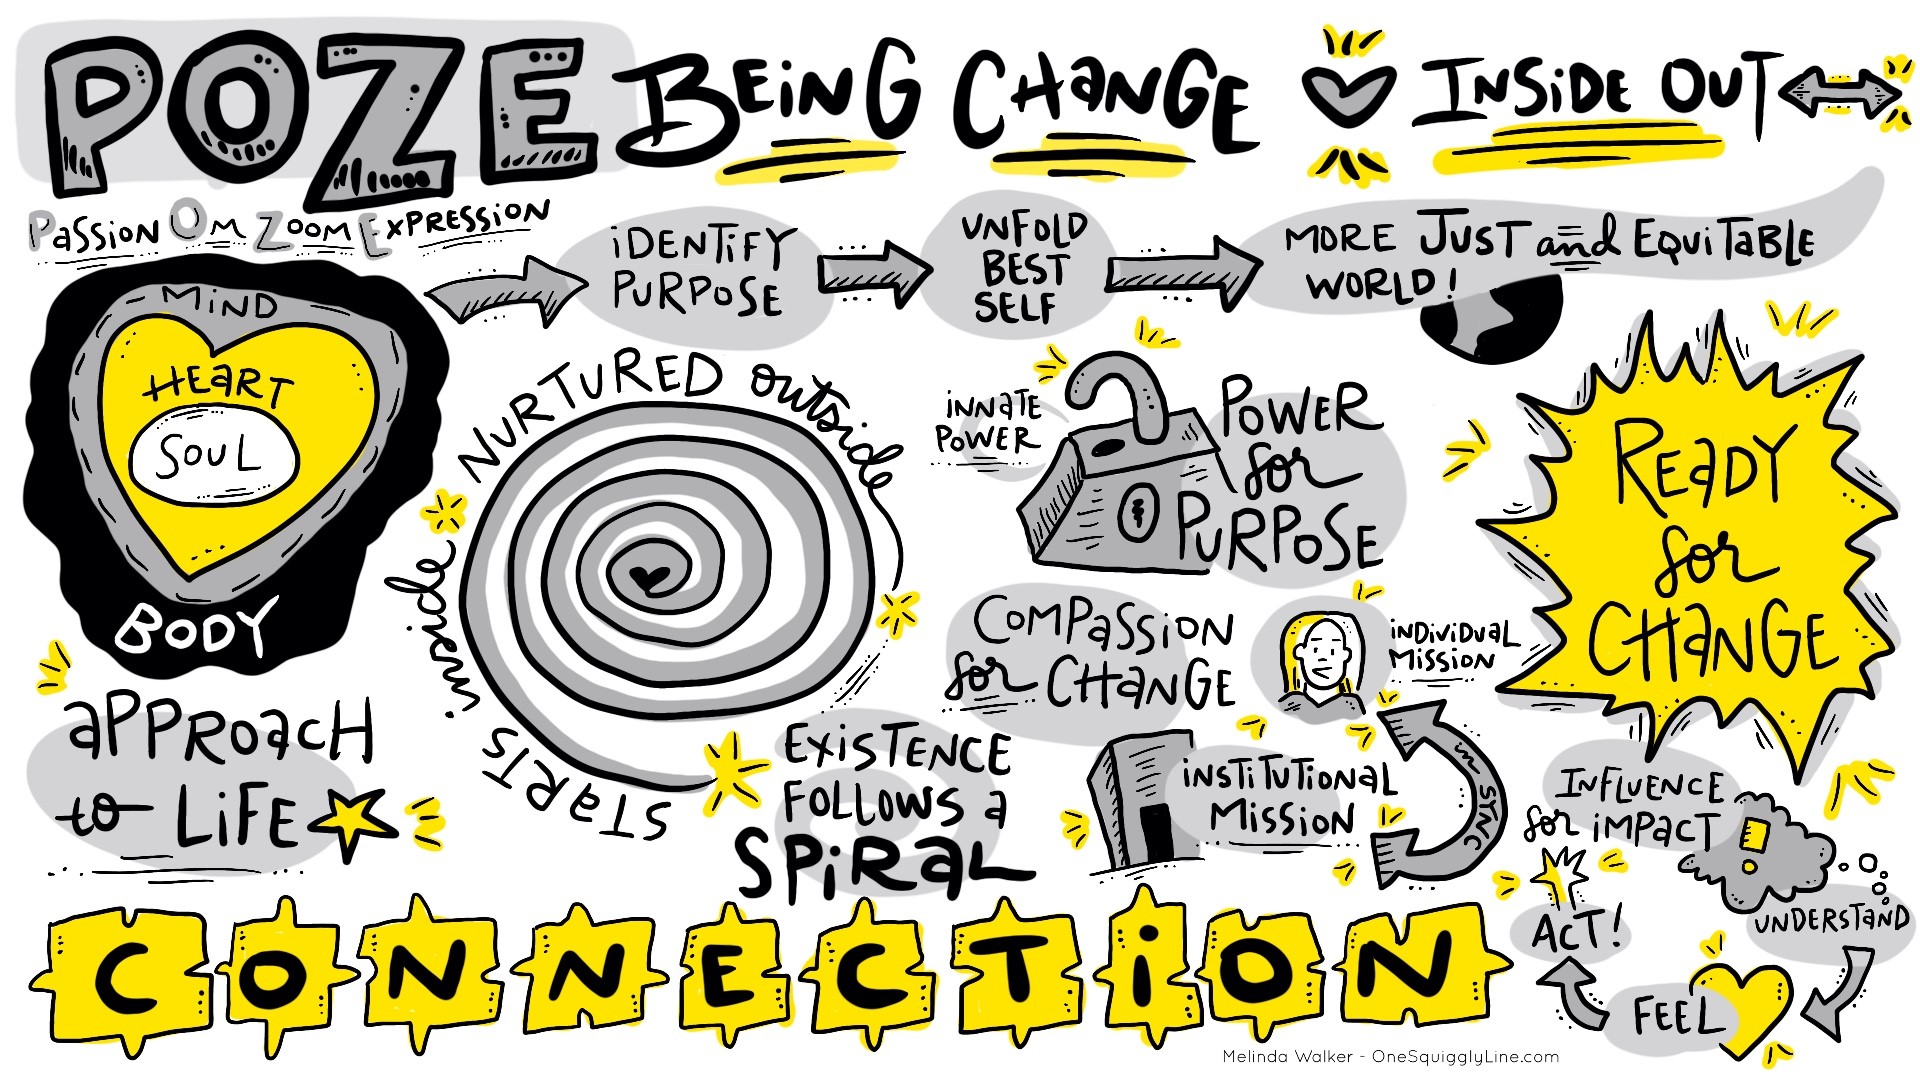 POZE BEiNG CHaNGE INSiDE OUT
PaSSiON OM ZOOM EXPRESSiON
iDENTiFY
PURPOSE
UNFOLD
BEST
SELF
MORE JUST and EQUiTaBLE
WORLD!
MiND
HEaRT
SOUL
BODY
aPPROacH
to LiFE
STaRTS inside
NURTURED outside
EXiSTENCE
FOLLOWS a
SPiRaL
iNNaTE
POWER
POWER
for
PURPOSE
COMPaSSiON
for CHaNGE
iNDiViDUaL
MiSSiON
iNSTiTUTiONaL
MiSSiON
in SYNC
REaDY
for
CHaNGE
INFLUENCE
for iMPACT
!
UNDERSTaND
FEEL
ACT!
CONNECTiON
Melinda Walker - OneSquigglyLine.com